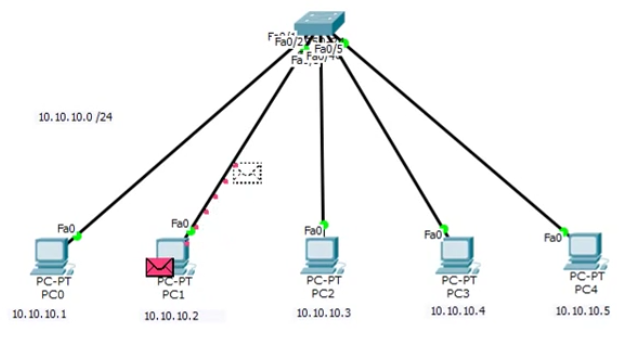 Fa0/2
Fa0/5
10.10.10.0 /24
Fa0
Fa0
Fa0
Fa0
Fa0
PC-PT
PC0
PC-PT
PC1
PC-PT
PC2
PC-PT
PC3
PC-PT
PC4
10.10.10.1
10.10.10.2
10.10.10.3
10.10.10.4
10.10.10.5